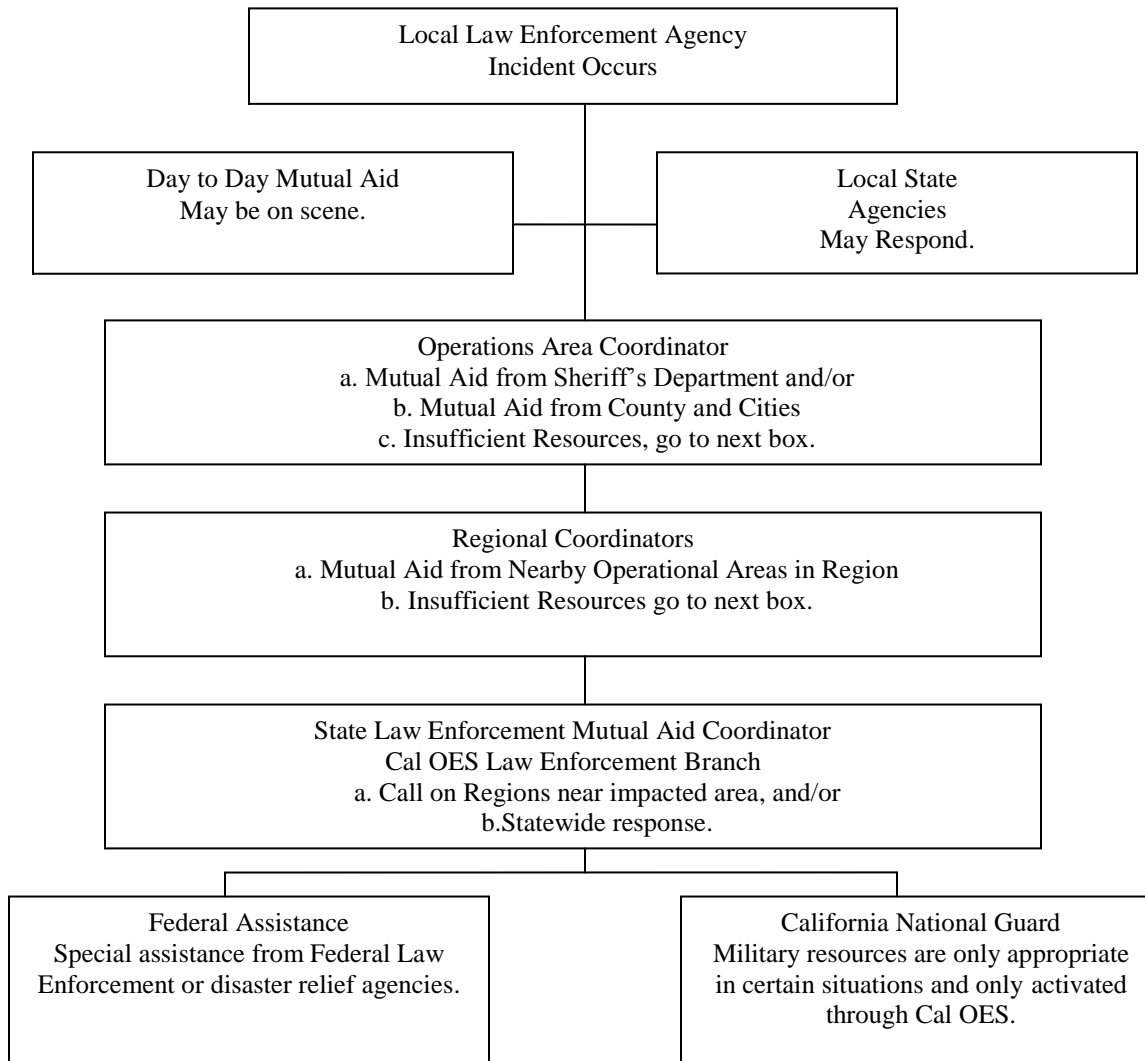 Local Law Enforcement Agency
Incident Occurs
Day to Day Mutual Aid
May be on scene.
Local State
Agencies
May Respond.
Operations Area Coordinator
a. Mutual Aid from Sheriff’s Department and/or
b. Mutual Aid from County and Cities
c. Insufficient Resources, go to next box.
Regional Coordinators
a. Mutual Aid from Nearby Operational Areas in Region
b. Insufficient Resources go to next box.
State Law Enforcement Mutual Aid Coordinator
Cal OES Law Enforcement Branch
a. Call on Regions near impacted area, and/or
b.Statewide response.
Federal Assistance
Special assistance from Federal Law
Enforcement or disaster relief agencies.
California National Guard
Military resources are only appropriate
in certain situations and only activated
through Cal OES.